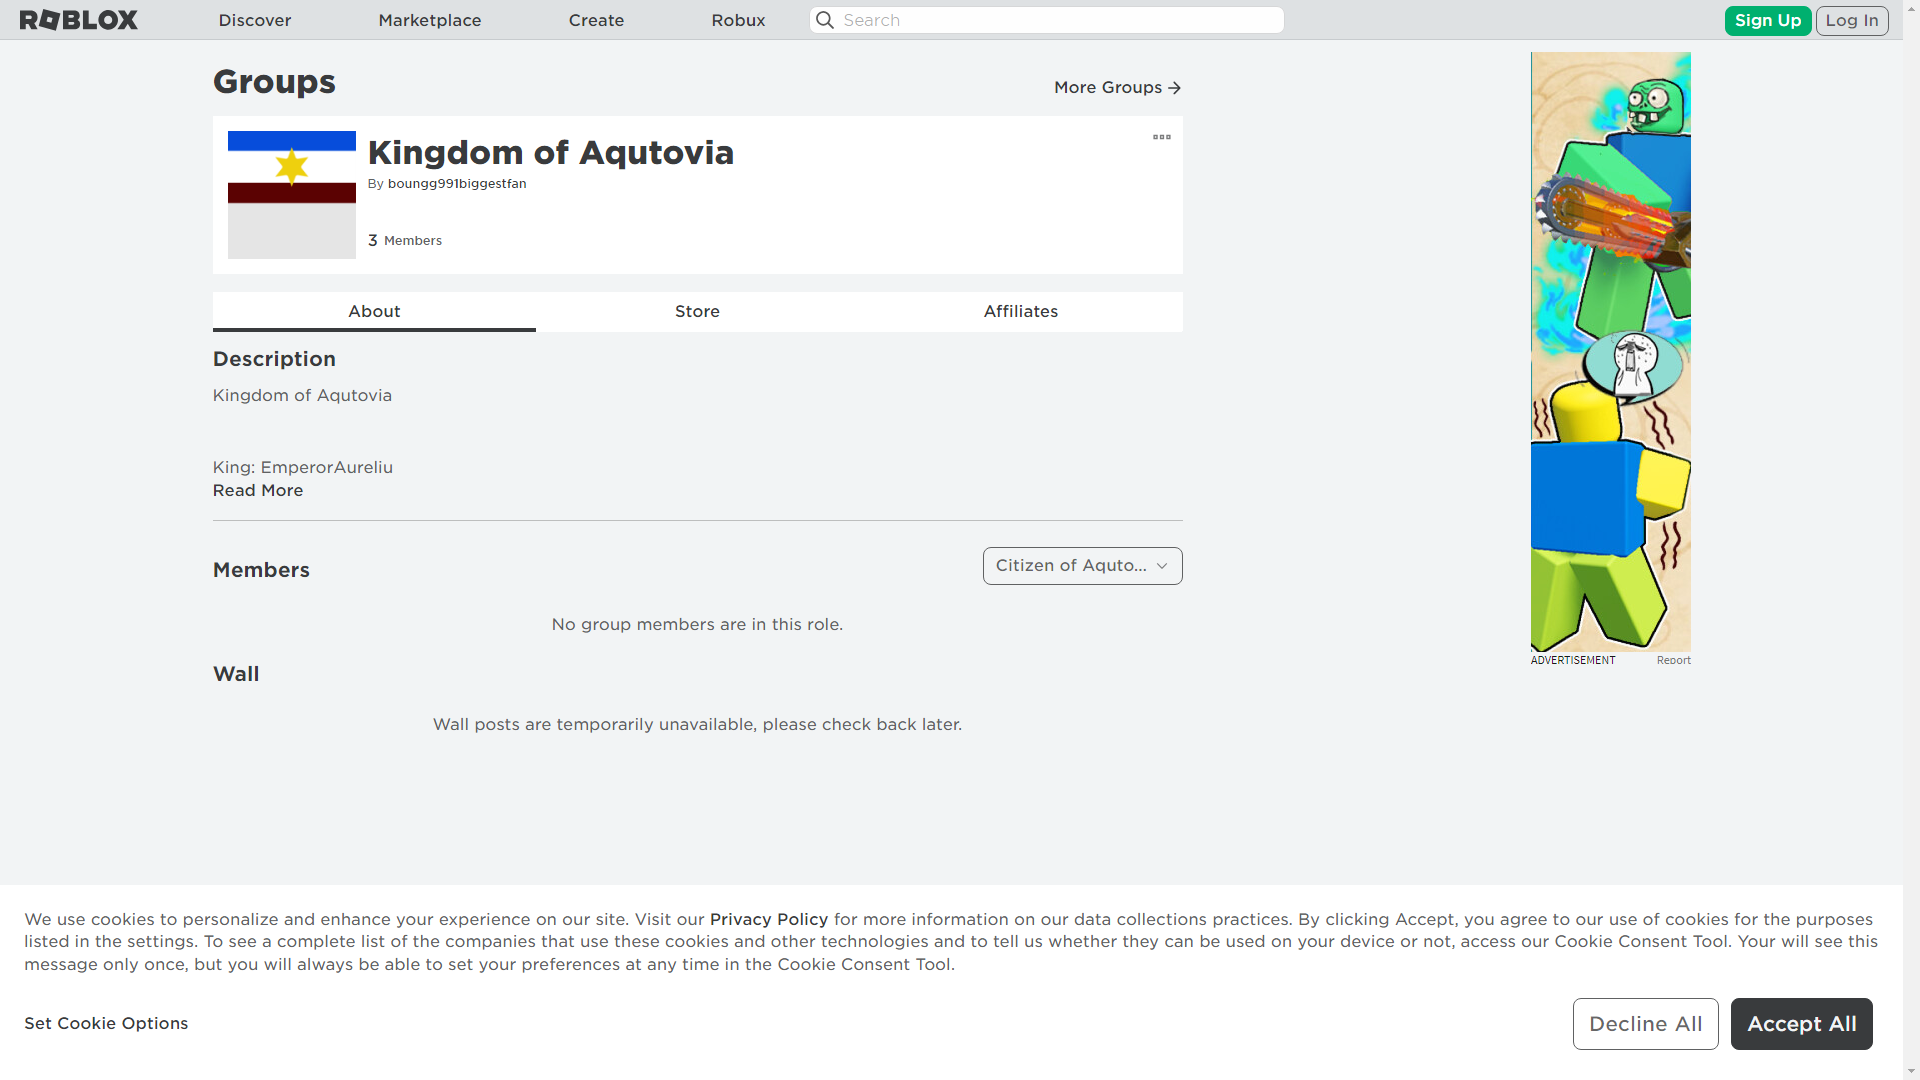 ROBLOX
Discover
Marketplace
Create
Robux
Search
Sign Up
Log In
Groups
More Groups
Kingdom of Aqutovia
By boungg991biggestfan
3 Members
About
Store
Affiliates
Description
Kingdom of Aqutovia
King: EmperorAureliu
Read More
Members
Citizen of Aquto...
No group members are in this role.
Wall
Wall posts are temporarily unavailable, please check back later.
ADVERTISEMENT
Report
We use cookies to personalize and enhance your experience on our site. Visit our Privacy Policy for more information on our data collections practices. By clicking Accept, you agree to our use of cookies for the purposes
listed in the settings. To see a complete list of the companies that use these cookies and other technologies and to tell us whether they can be used on your device or not, access our Cookie Consent Tool. Your will see this
message only once, but you will always be able to set your preferences at any time in the Cookie Consent Tool.
Set Cookie Options
Decline All
Accept All